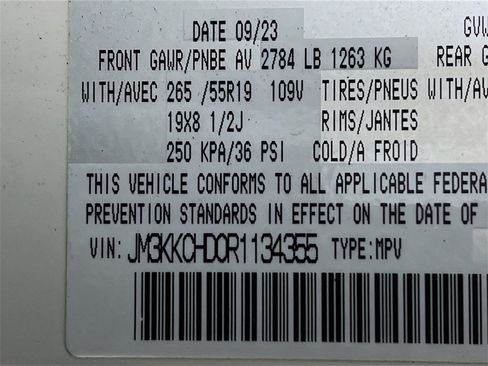 DATE 09/23 GVW
FRONT GAWR/PNBE AV 2784 LB 1263 KG REAR G
WITH/AVEC 265 /55R19 109V TIRES/PNEUS WITH/AV
19X8 1/2J RIMS/JANTES
250 KPA/36 PSI COLD/A FROID
THIS VEHICLE CONFORMS TO ALL APPLICABLE FEDERA
PREVENTION STANDARDS IN EFFECT ON THE DATE OF
VIN: JM3KKCHD0R1134355 TYPE:MPV